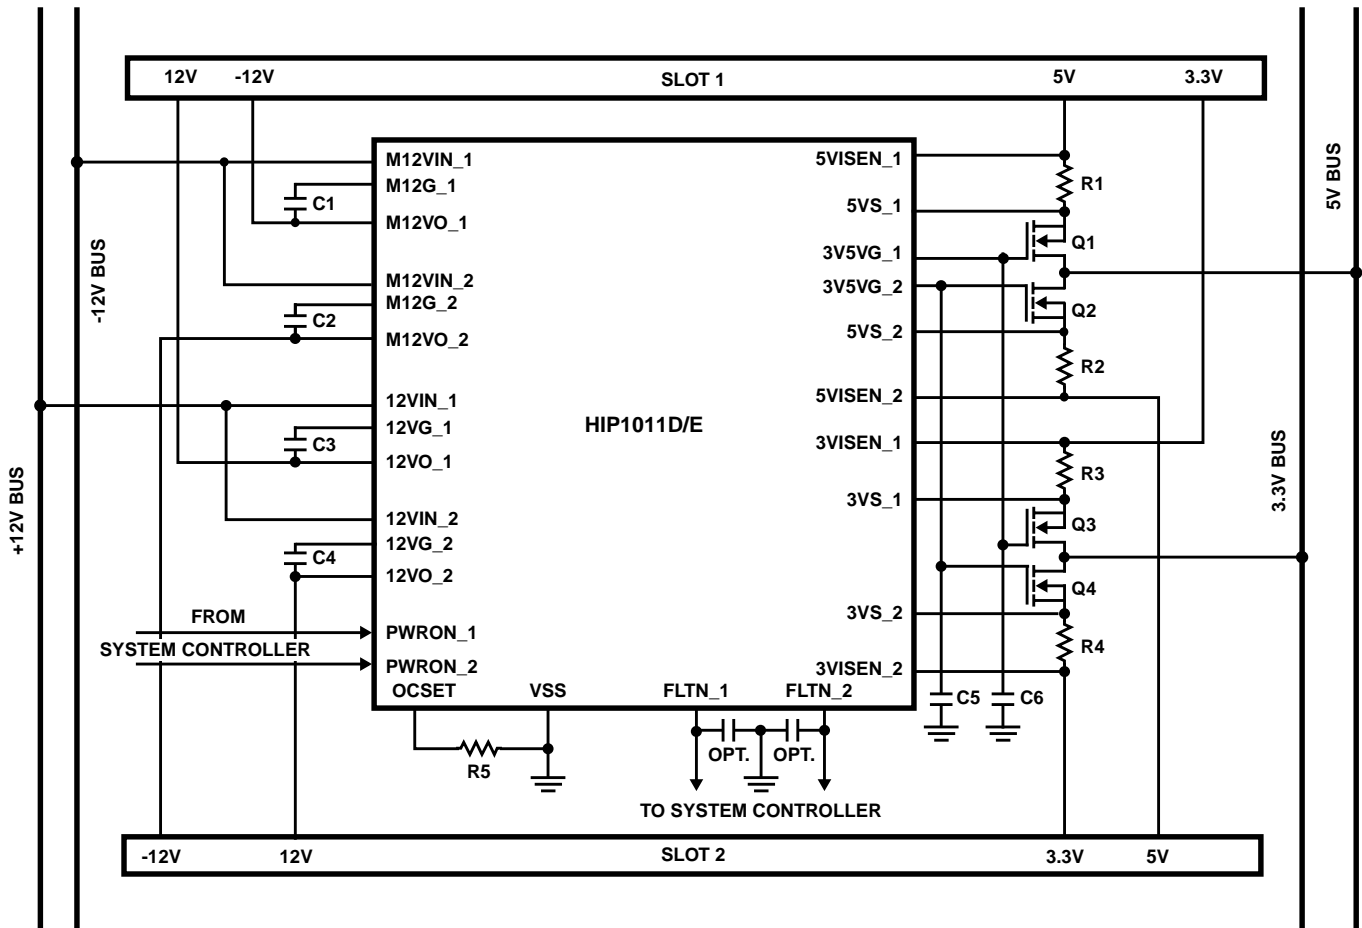 12V -12V SLOT 1 5V 3.3V
M12VIN_1
M12G_1
C1
M12VO_1
M12VIN_2
M12G_2
C2
M12VO_2
12VIN_1
12VG_1
C3
12VO_1
12VIN_2
12VG_2
C4
12VO_2
FROM
SYSTEM CONTROLLER
PWRON_1
PWRON_2
OCSET VSS FLTN_1 FLTN_2
HIP1011D/E
5VISEN_1
5VS_1
3V5VG_1
3V5VG_2
5VS_2
5VISEN_2
3VISEN_1
3VS_1
3VS_2
3VISEN_2
R1
Q1
Q2
R2
R3
Q3
Q4
R4
C5 C6
R5
OPT. OPT.
TO SYSTEM CONTROLLER
-12V BUS
+12V BUS
5V BUS
3.3V BUS
-12V 12V SLOT 2 3.3V 5V